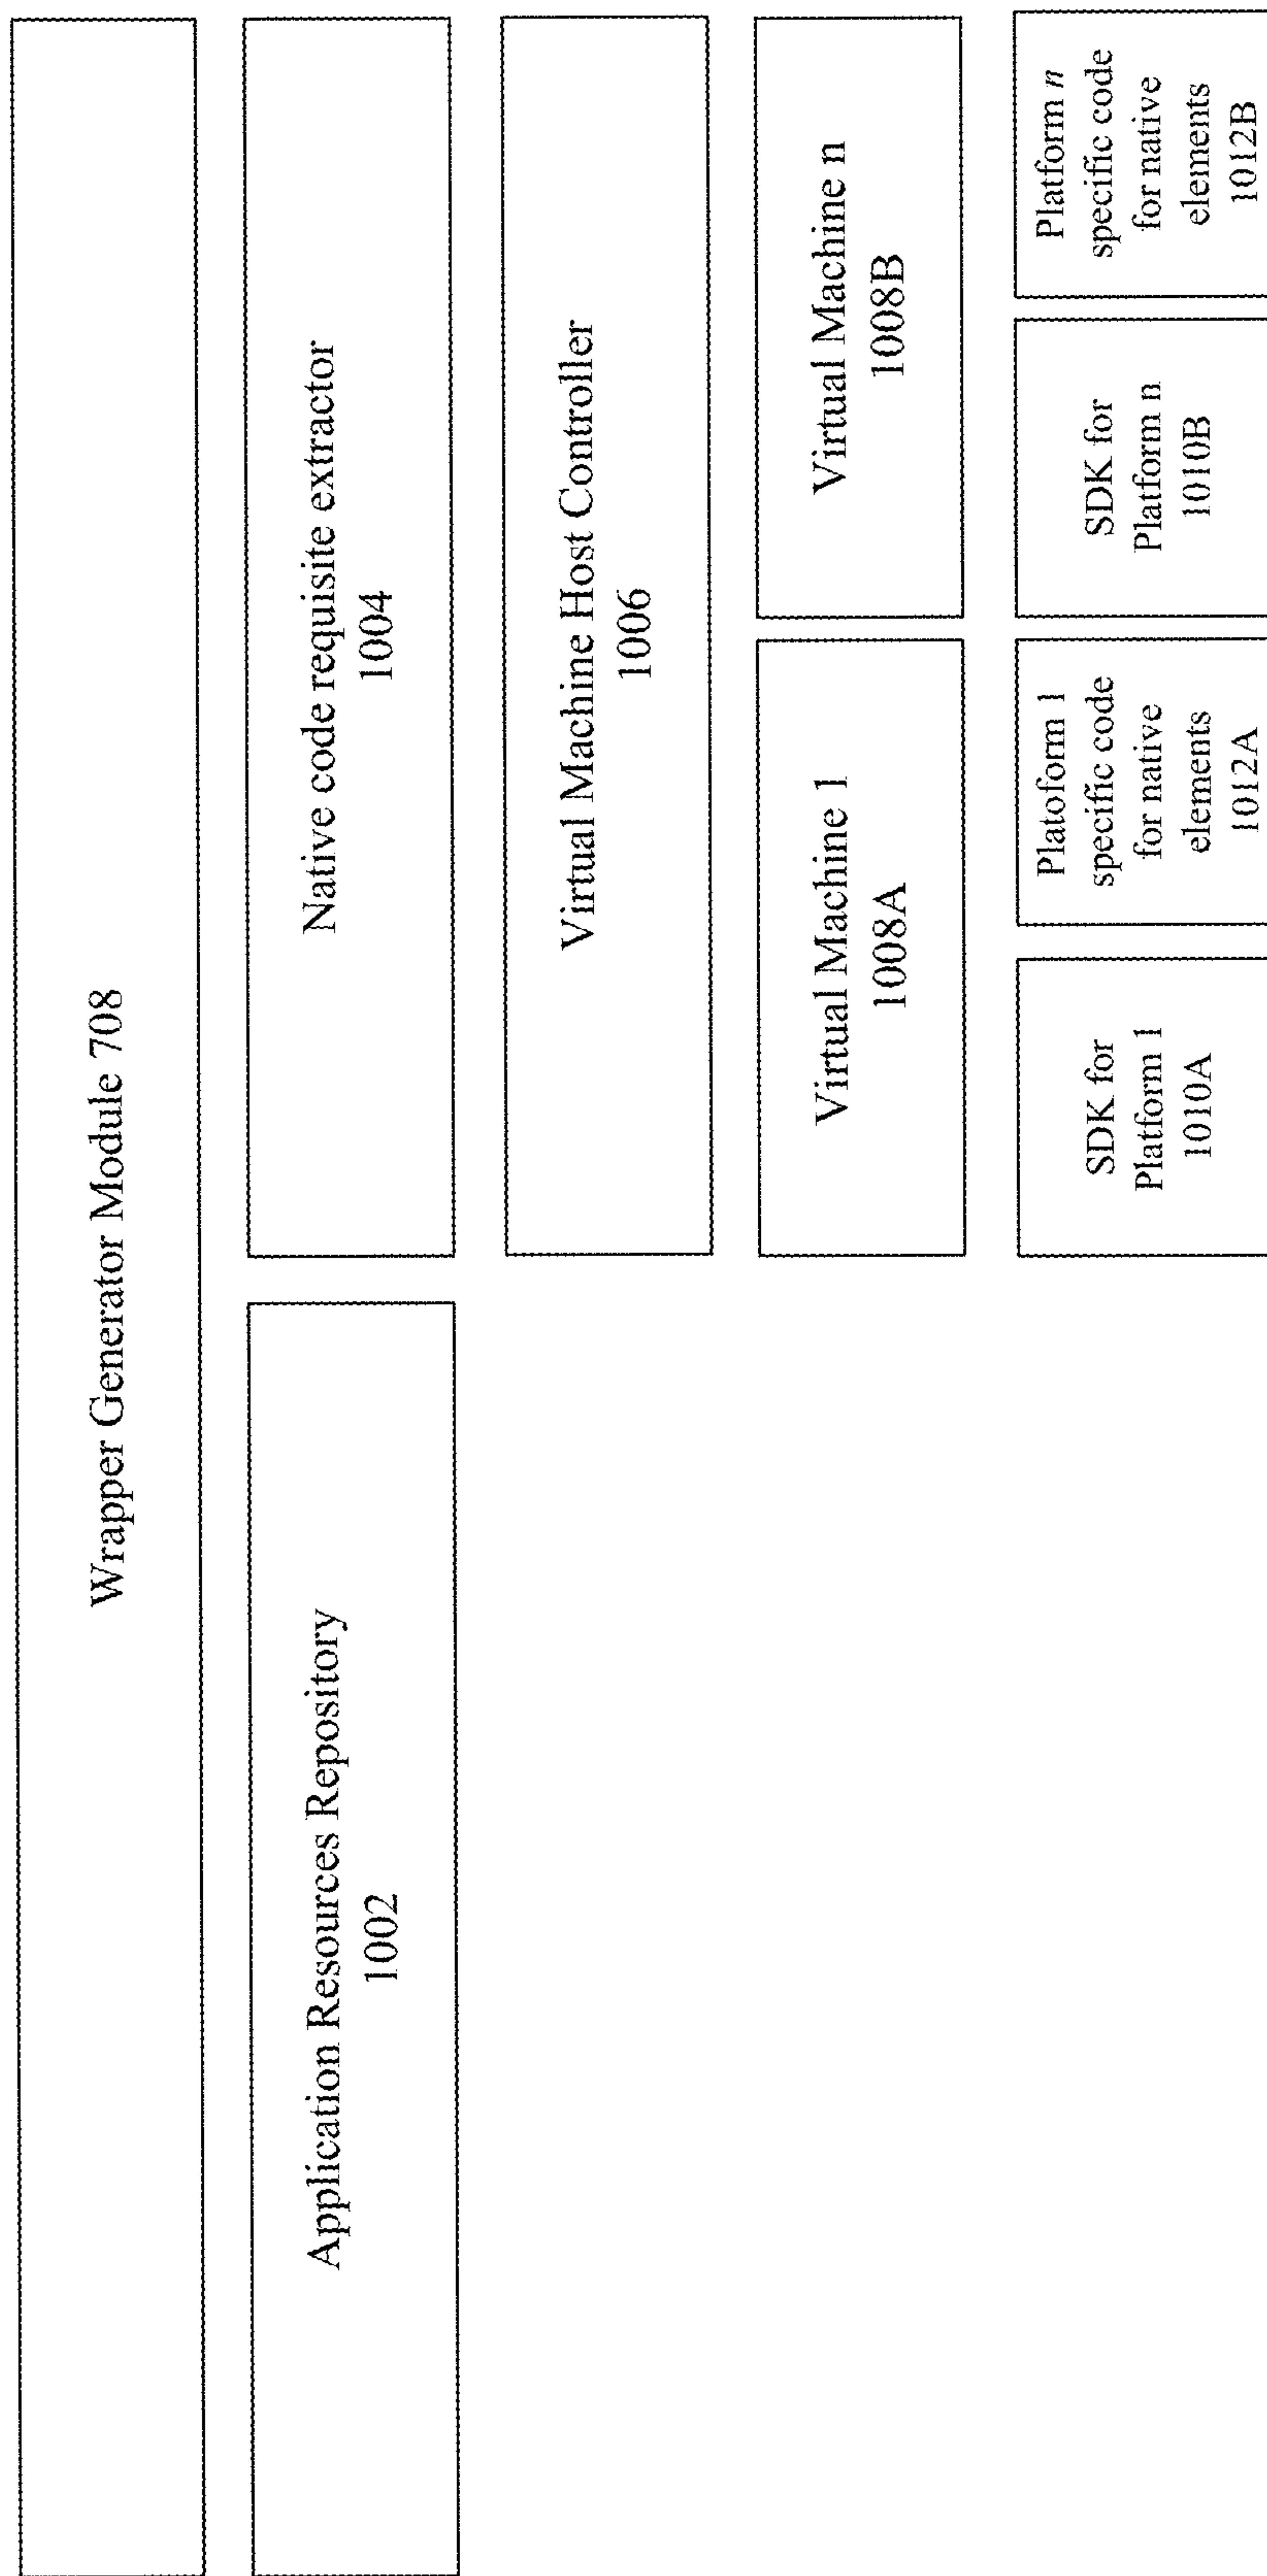 Wrapper Generator Module 708
Application Resources Repository
1002
Native code requisite extractor
1004
Virtual Machine Host Controller
1006
Virtual Machine 1
1008A
Virtual Machine n
1008B
SDK for
Platform 1
1010A
Platoform 1
specific code
for native
elements
1012A
SDK for
Platform n
1010B
Platform n
specific code
for native
elements
1012B